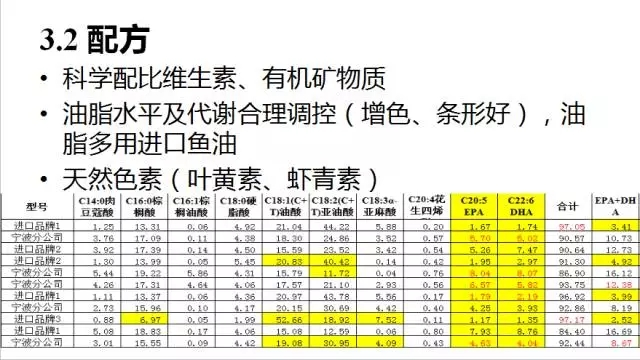 3.2 配方
• 科学配比维生素、有机矿物质
• 油脂水平及代谢合理调控（增色、条形好），油
脂多用进口鱼油
• 天然色素（叶黄素、虾青素）
型号 C14:0肉豆蔻酸 C16:0棕榈酸 C16:1棕榈油酸 C18:0硬脂酸 C18:1(C+T)油酸 C18:2(C+T)亚油酸 C18:3α-亚麻酸 C20:4花生四烯 C20:5 EPA C22:6 DHA 合计 EPA+DHA
进口品牌1 1.25 13.31 0.06 4.92 21.04 44.22 5.88 0.20 1.67 1.74 97.05 3.41
宁波分公司 3.76 17.09 0.11 4.38 18.30 24.86 3.52 0.57 5.70 5.02 90.57 10.73
进口品牌1 3.92 17.39 0.14 4.50 15.59 23.52 3.42 0.54 5.26 7.47 90.64 12.73
进口品牌2 1.30 13.99 0.05 5.45 20.83 40.42 0.42 1.95 2.97 91.30 4.92
宁波分公司 5.44 19.22 5.86 4.31 15.79 11.72 0.04 0.76 8.04 8.07 86.90 16.12
宁波分公司 4.26 17.31 4.64 4.06 17.57 21.10 2.93 0.56 6.57 5.82 93.75 12.38
进口品牌1 1.11 13.37 0.06 4.36 20.97 43.78 5.56 0.17 1.79 2.19 96.92 3.99
宁波分公司 2.73 15.96 0.10 4.17 20.15 30.69 4.42 0.40 4.25 3.93 92.86 8.19
进口品牌3 0.88 6.97 0.05 1.97 52.66 18.92 7.52 0.13 1.17 1.35 97.17 2.52
进口品牌1 5.08 18.83 0.17 4.06 15.08 12.59 0.06 0.80 7.93 8.76 84.40 16.69
宁波分公司 3.01 15.55 0.09 4.42 19.08 30.95 4.09 0.43 4.63 4.04 92.44 8.67